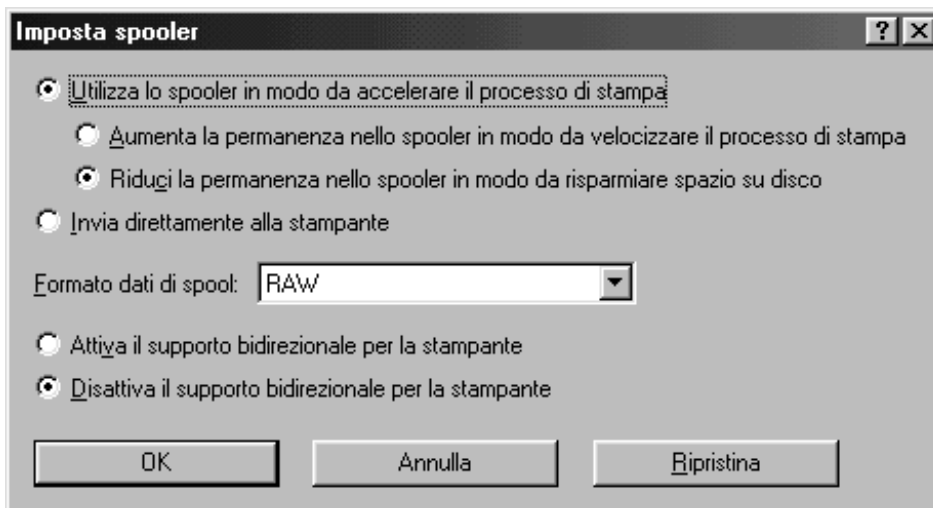 Imposta spooler
Utilizza lo spooler in modo da accelerare il processo di stampa
Aumenta la permanenza nello spooler in modo da velocizzare il processo di stampa
Riduci la permanenza nello spooler in modo da risparmiare spazio su disco
Invia direttamente alla stampante
Formato dati di spool: RAW
Attiva il supporto bidirezionale per la stampante
Disattiva il supporto bidirezionale per la stampante
OK Annulla Ripristina